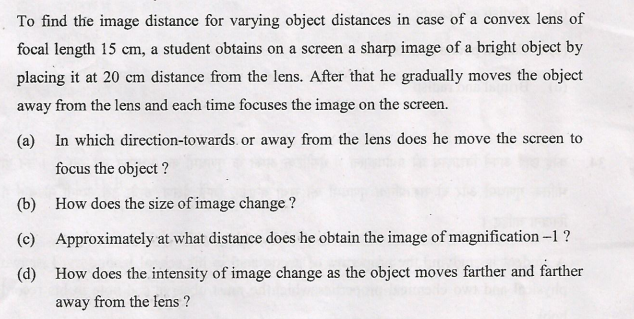 To find the image distance for varying object distances in case of a convex lens of
focal length 15 cm, a student obtains on a screen a sharp image of a bright object by
placing it at 20 cm distance from the lens. After that he gradually moves the object
away from the lens and each time focuses the image on the screen.
(a) In which direction-towards or away from the lens does he move the screen to
focus the object ?
(b) How does the size of image change ?
(c) Approximately at what distance does he obtain the image of magnification –1 ?
(d) How does the intensity of image change as the object moves farther and farther
away from the lens ?